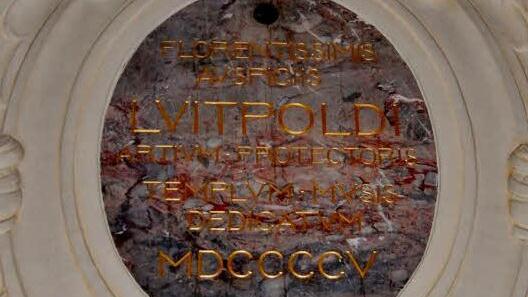 FLORENTISSIMIS
AVSPICIIS
LVITPOLDI
ARTIVM·PROTECTORIS
TEMPLVM·MVSIS
DEDICATVM
MDCCCCV